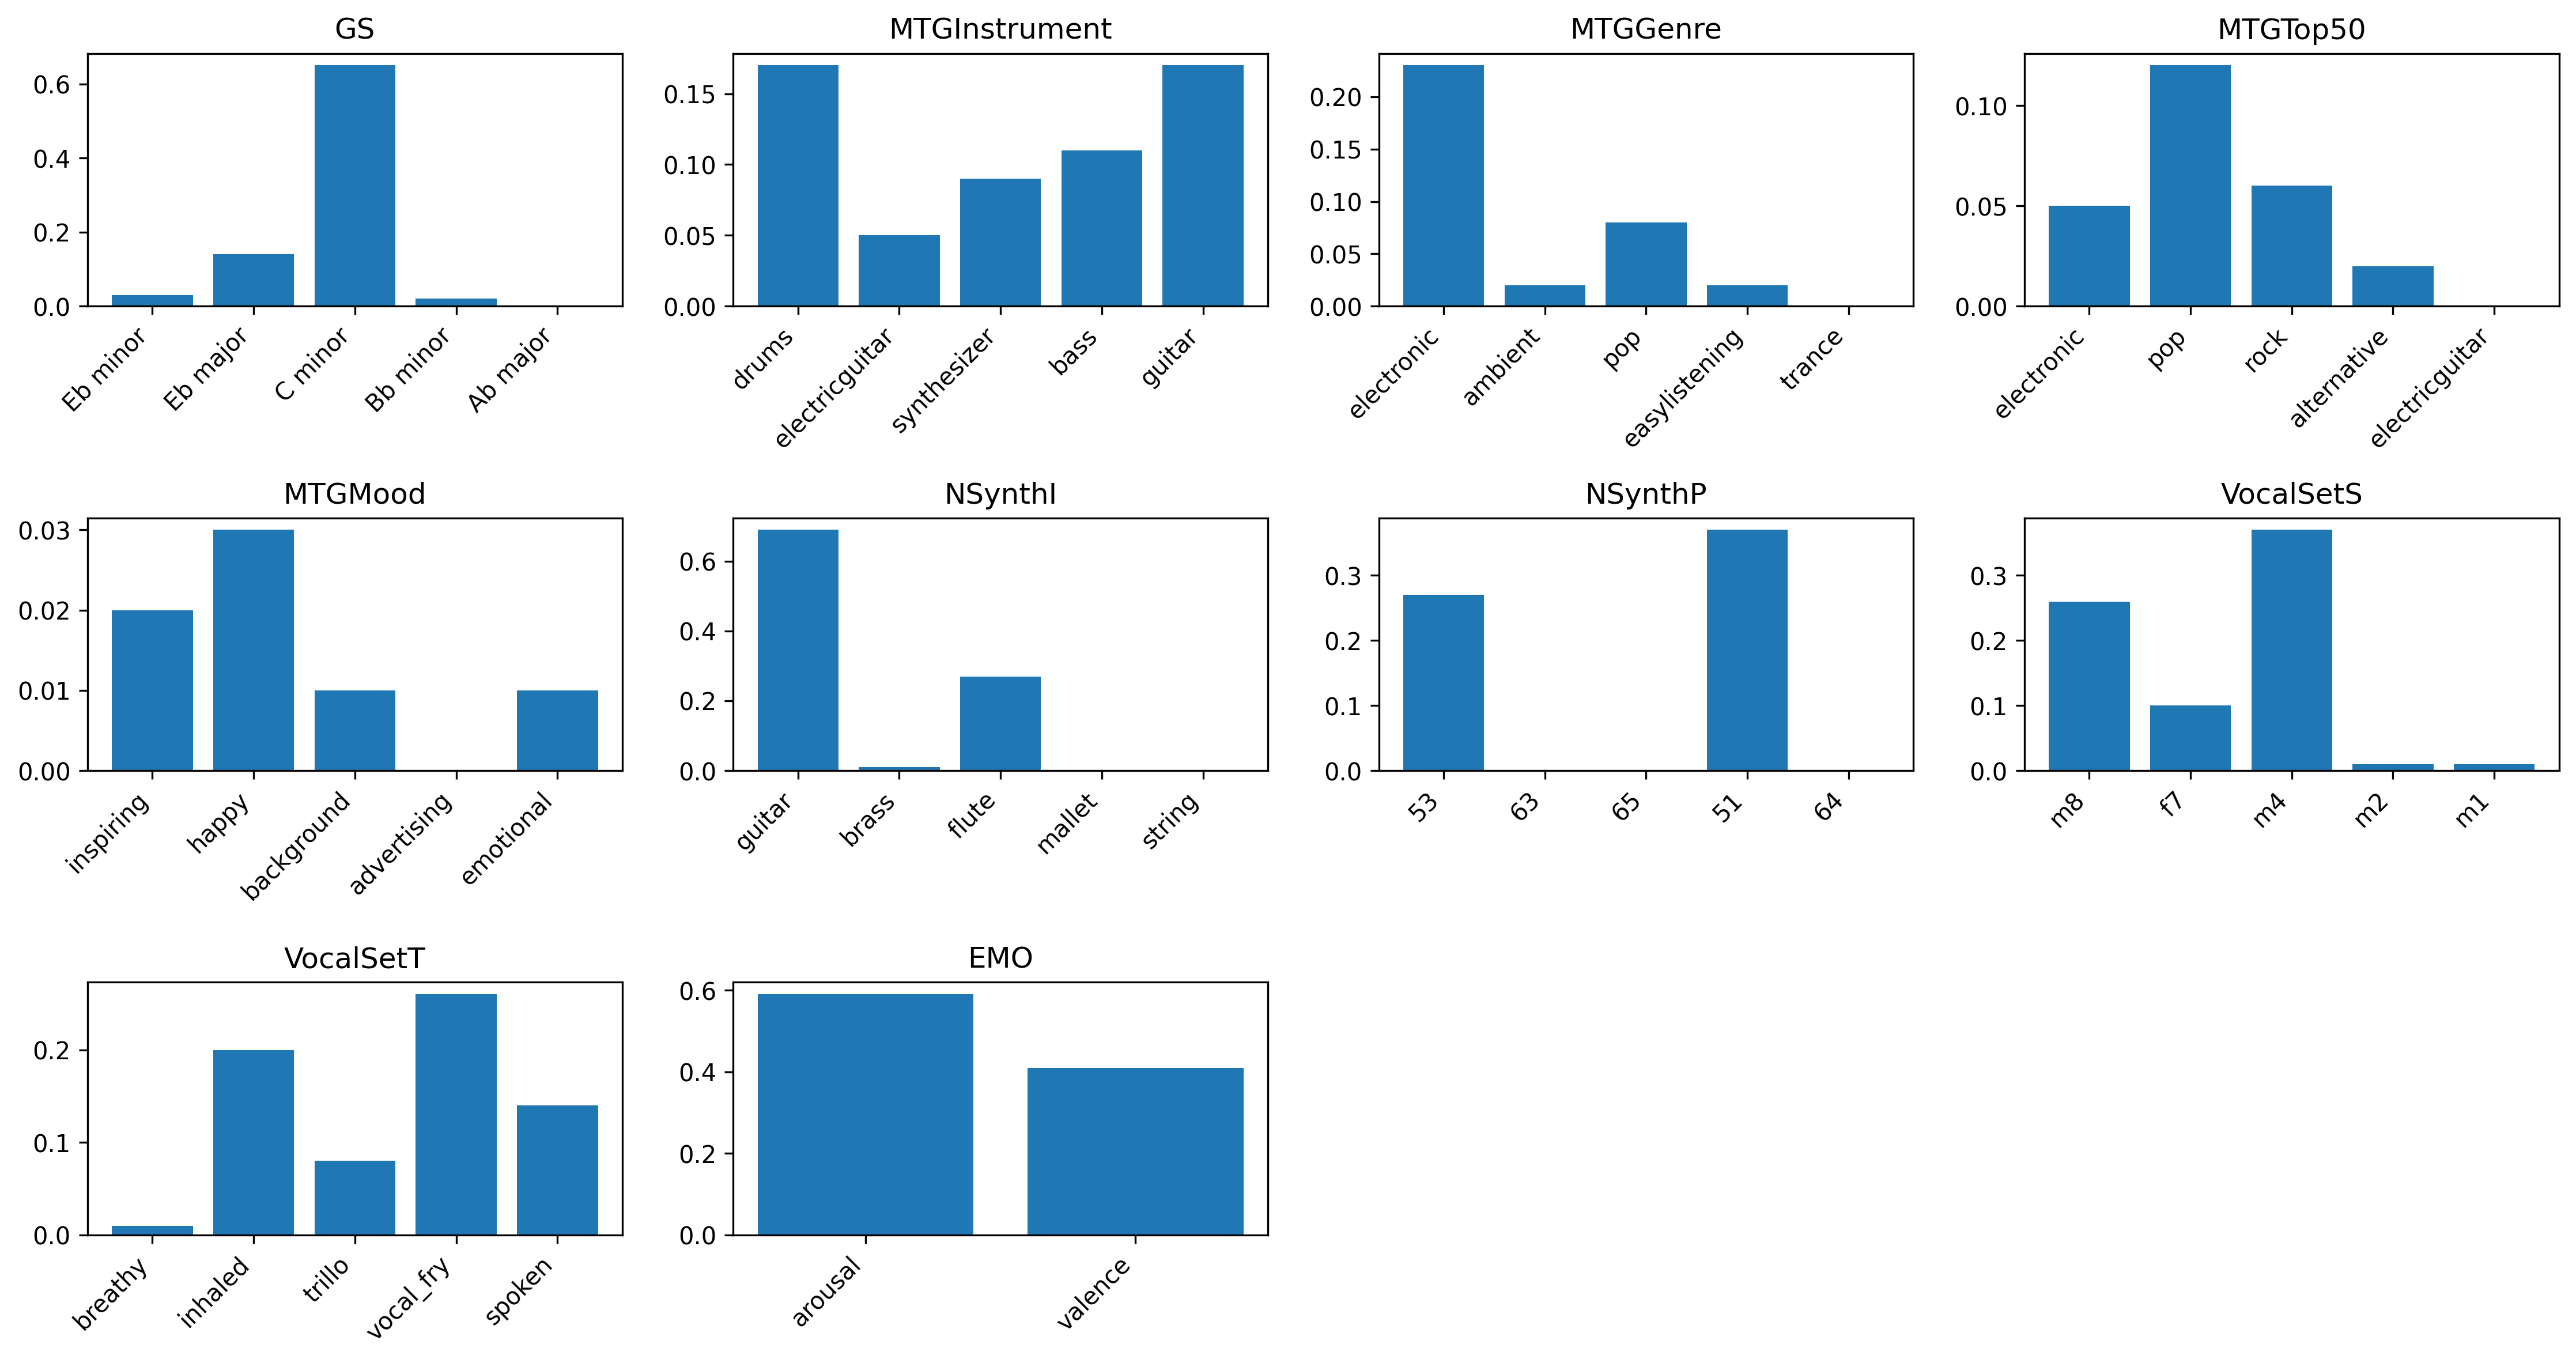 GS
0.6
0.4
0.2
0.0
Eb minor
Eb major
C minor
Bb minor
Ab major
MTGInstrument
0.15
0.10
0.05
0.00
drums
electricguitar
synthesizer
bass
guitar
MTGGenre
0.20
0.15
0.10
0.05
0.00
electronic
ambient
pop
easylistening
trance
MTGTop50
0.10
0.05
0.00
electronic
pop
rock
alternative
electricguitar
MTGMood
0.03
0.02
0.01
0.00
inspiring
happy
background
advertising
emotional
NSynthI
0.6
0.4
0.2
0.0
guitar
brass
flute
mallet
string
NSynthP
0.3
0.2
0.1
0.0
53
63
65
51
64
VocalSetS
0.3
0.2
0.1
0.0
m8
f7
m4
m2
m1
VocalSetT
0.2
0.1
0.0
breathy
inhaled
trillo
vocal_fry
spoken
EMO
0.6
0.4
0.2
0.0
arousal
valence